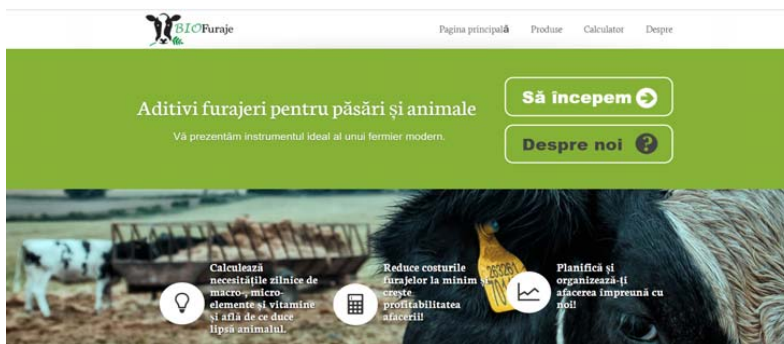 BIOFuraje
Pagina principală Produse Calculator Despre
Aditivi furajeri pentru păsări și animale
Vă prezentăm instrumentul ideal al unui fermier modern.
Să începem
Despre noi ?
Calculează
necesitățile zilnice de
macro-, micro-
elemente și vitamine
și află de ce duce
lipsă animalul.
Reduce costurile
furajelor la minim și
crește
profitabilitatea
afacerii!
Planifică și
organizează-ți
afacerea împreună cu
noi!